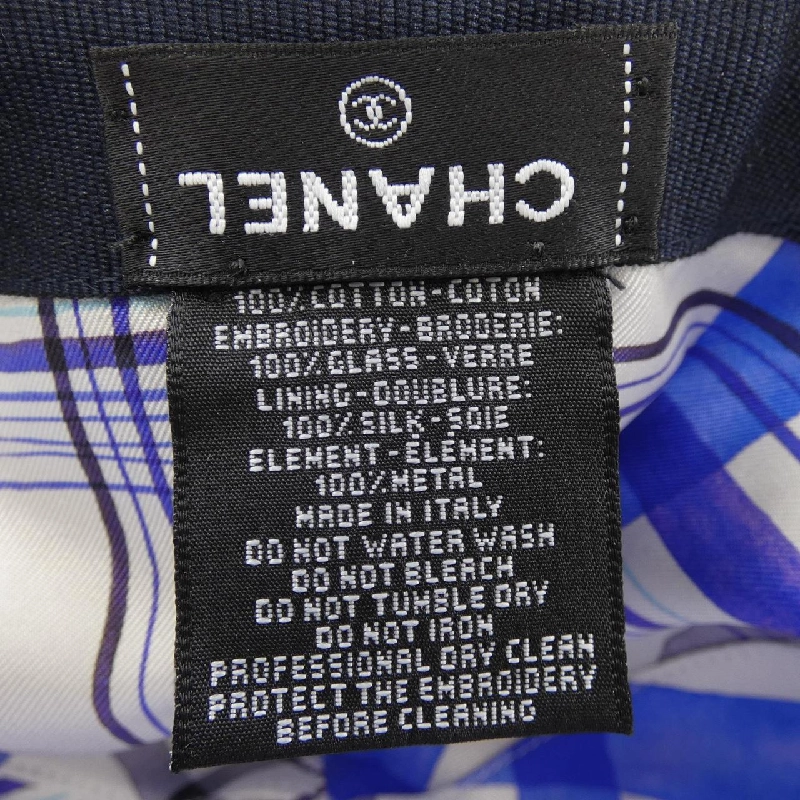 CHANEL
100% COTTON-COTON
EMBROIDERY-BRODERIE:
100% GLASS-VERRE
LINING-DOUBLURE:
100% SILK-SOIE
ELEMENT-ÉLÉMENT:
100% METAL
MADE IN ITALY
DO NOT WATER WASH
DO NOT BLEACH
DO NOT TUMBLE DRY
DO NOT IRON
PROFESSIONAL DRY CLEAN
PROTECT THE EMBROIDERY
BEFORE CLEANING